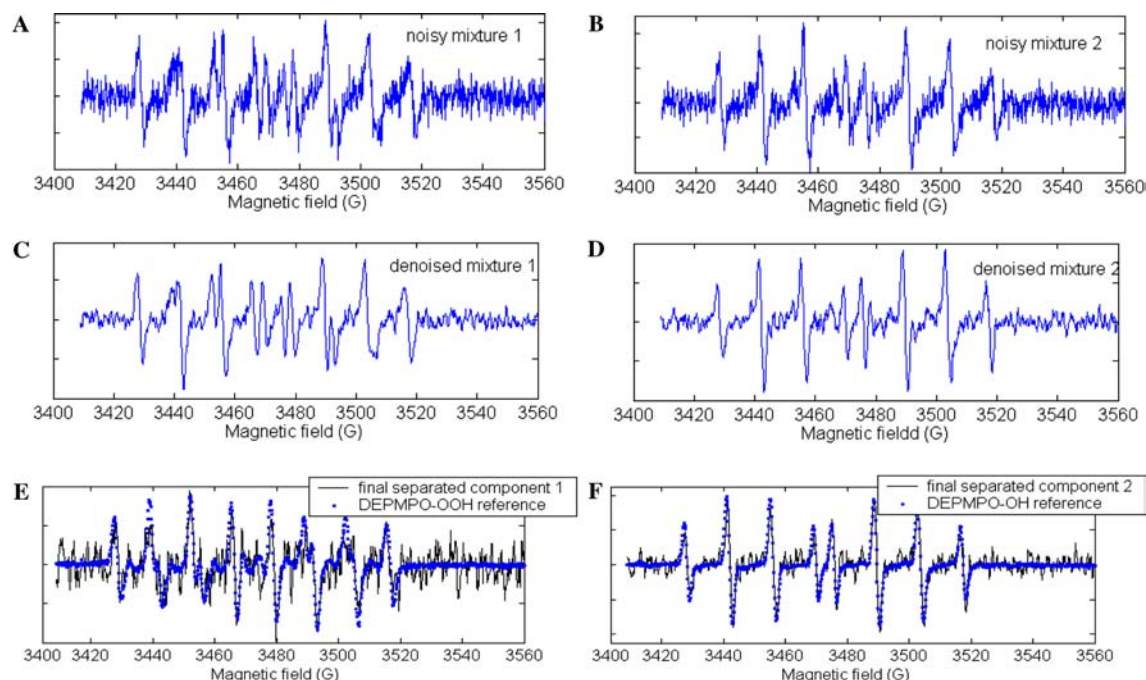 A
noisy mixture 1
3400 3420 3440 3460 3480 3500 3520 3540 3560
Magnetic field (G)
B
noisy mixture 2
3400 3420 3440 3460 3480 3500 3520 3540 3560
Magnetic field (G)
C
denoised mixture 1
3400 3420 3440 3460 3480 3500 3520 3540 3560
Magnetic field (G)
D
denoised mixture 2
3400 3420 3440 3460 3480 3500 3520 3540 3560
Magnetic fieldd (G)
E
final separated component 1
DEPMPO-OOH reference
3400 3420 3440 3460 3480 3500 3520 3540 3560
Magnetic field (G)
F
final separated component 2
DEPMPO-OH reference
3400 3420 3440 3460 3480 3500 3520 3540 3560
Magnetic field (G)